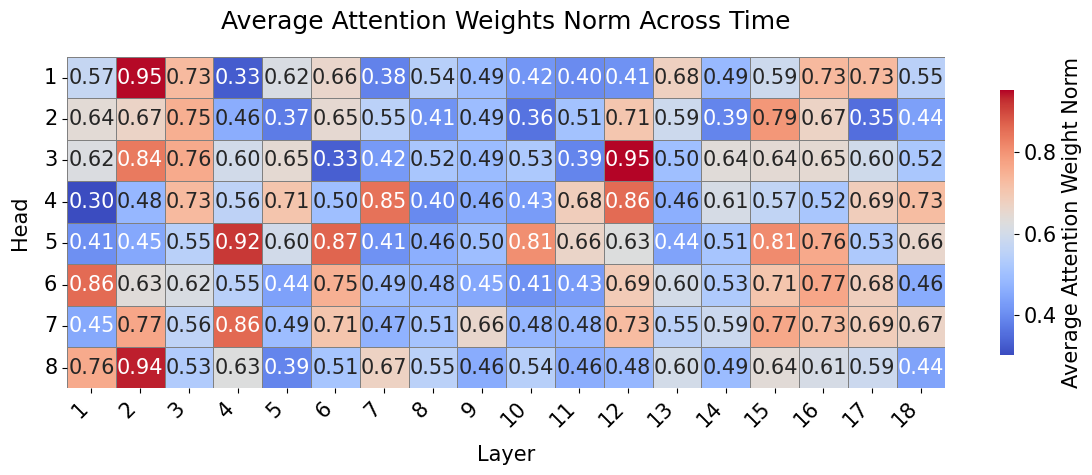 Average Attention Weights Norm Across Time
1 0.57 0.95 0.73 0.33 0.62 0.66 0.38 0.54 0.49 0.42 0.40 0.41 0.68 0.49 0.59 0.73 0.73 0.55
2 0.64 0.67 0.75 0.46 0.37 0.65 0.55 0.41 0.49 0.36 0.51 0.71 0.59 0.39 0.79 0.67 0.35 0.44
3 0.62 0.84 0.76 0.60 0.65 0.33 0.42 0.52 0.49 0.53 0.39 0.95 0.50 0.64 0.64 0.65 0.60 0.52
4 0.30 0.48 0.73 0.56 0.71 0.50 0.85 0.40 0.46 0.43 0.68 0.86 0.46 0.61 0.57 0.52 0.69 0.73
5 0.41 0.45 0.55 0.92 0.60 0.87 0.41 0.46 0.50 0.81 0.66 0.63 0.44 0.51 0.81 0.76 0.53 0.66
6 0.86 0.63 0.62 0.55 0.44 0.75 0.49 0.48 0.45 0.41 0.43 0.69 0.60 0.53 0.71 0.77 0.68 0.46
7 0.45 0.77 0.56 0.86 0.49 0.71 0.47 0.51 0.66 0.48 0.48 0.73 0.55 0.59 0.77 0.73 0.69 0.67
8 0.76 0.94 0.53 0.63 0.39 0.51 0.67 0.55 0.46 0.54 0.46 0.48 0.60 0.49 0.64 0.61 0.59 0.44
1 2 3 4 5 6 7 8 9 10 11 12 13 14 15 16 17 18
Layer
Head
0.8
0.6
0.4
Average Attention Weight Norm